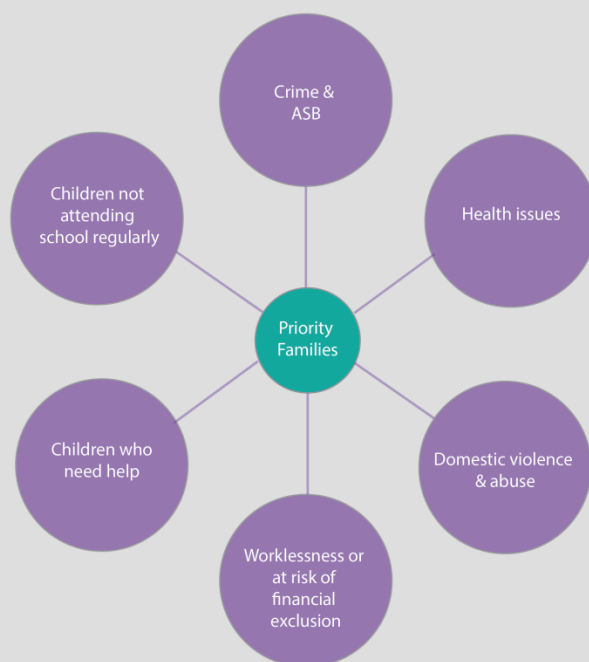 Crime &
ASB
Children not
attending
school regularly
Health issues
Priority
Families
Children who
need help
Domestic violence
& abuse
Worklessness or
at risk of
financial
exclusion